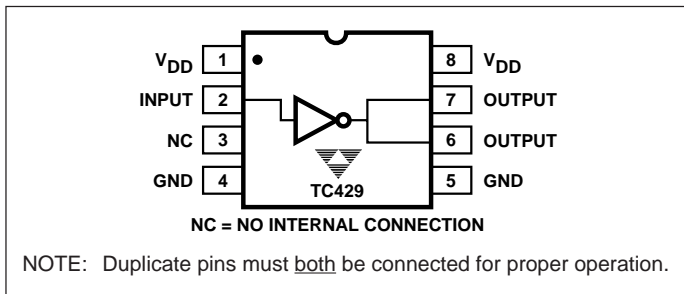 VDD 1 8 VDD
INPUT 2 7 OUTPUT
NC 3 6 OUTPUT
GND 4 5 GND
TC429
NC = NO INTERNAL CONNECTION
NOTE: Duplicate pins must both be connected for proper operation.